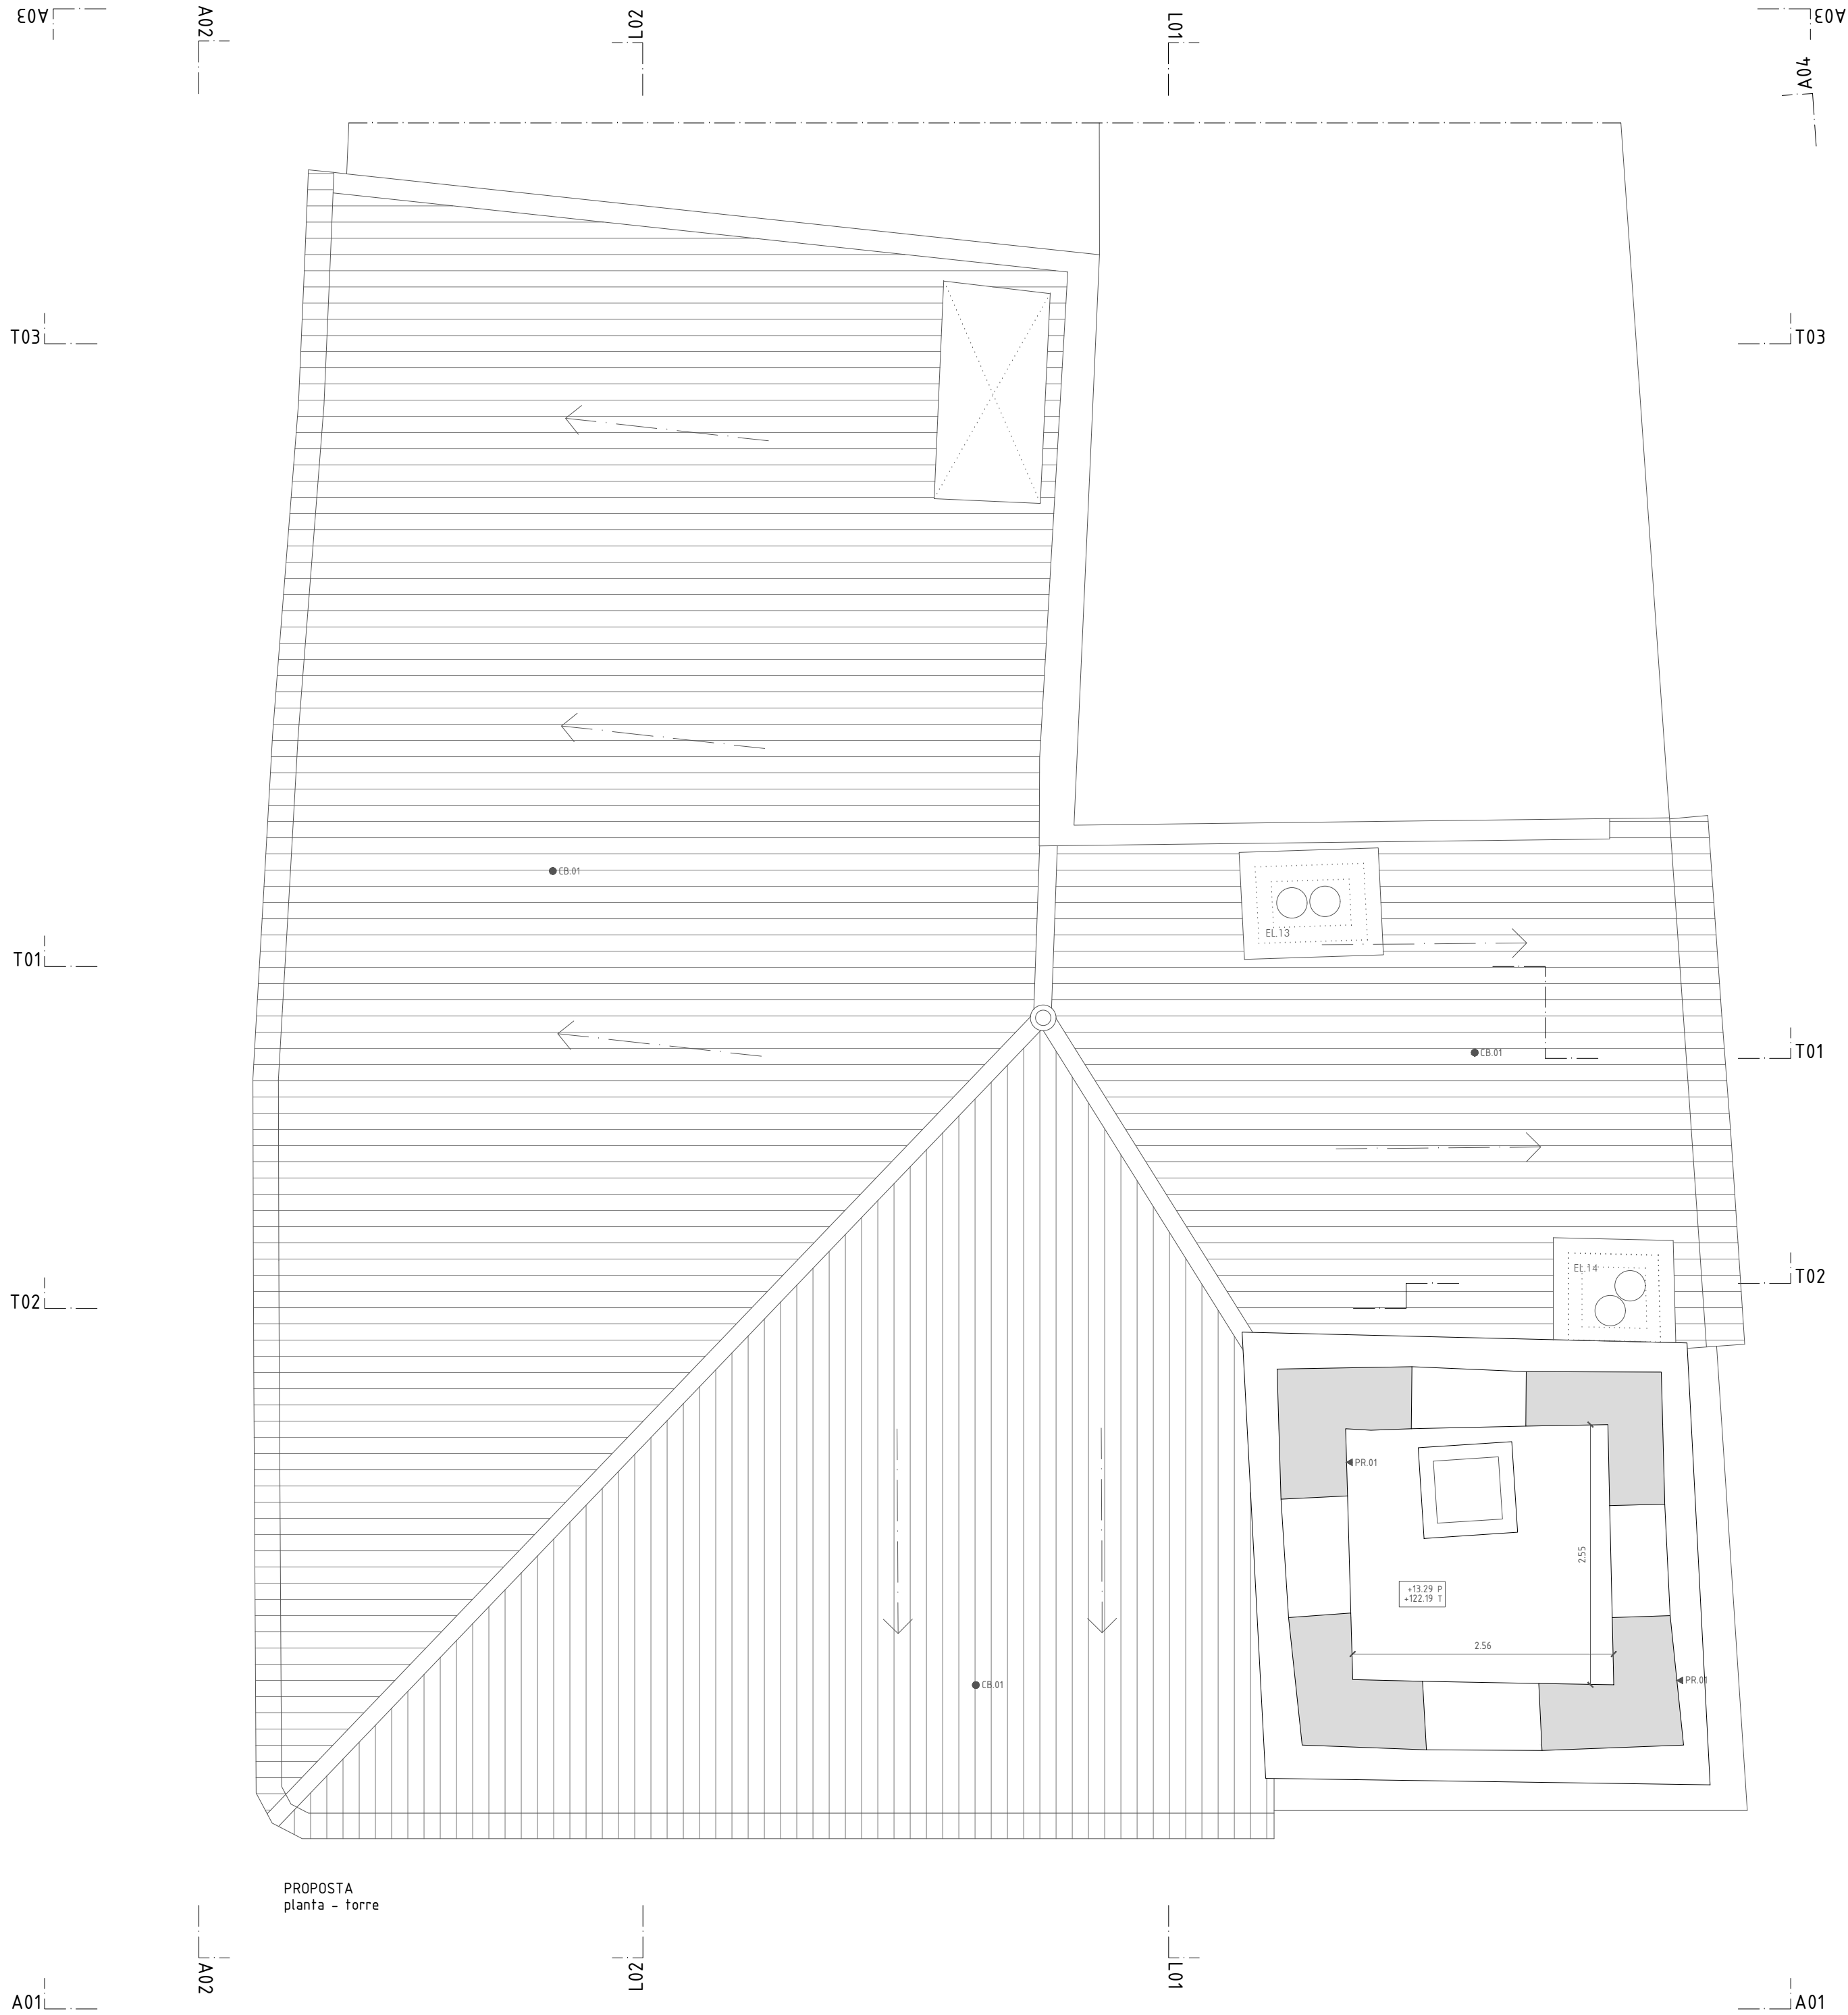 A03
A02
L02
L01
A03
A04
T03
T03
CB.01
EL.13
T01
CB.01
T01
EL.14
T02
T02
PR.01
2.55
+13.29 P
+122.19 T
2.56
CB.01
PR.01
PROPOSTA
planta - torre
A02
L02
L01
A01
A01